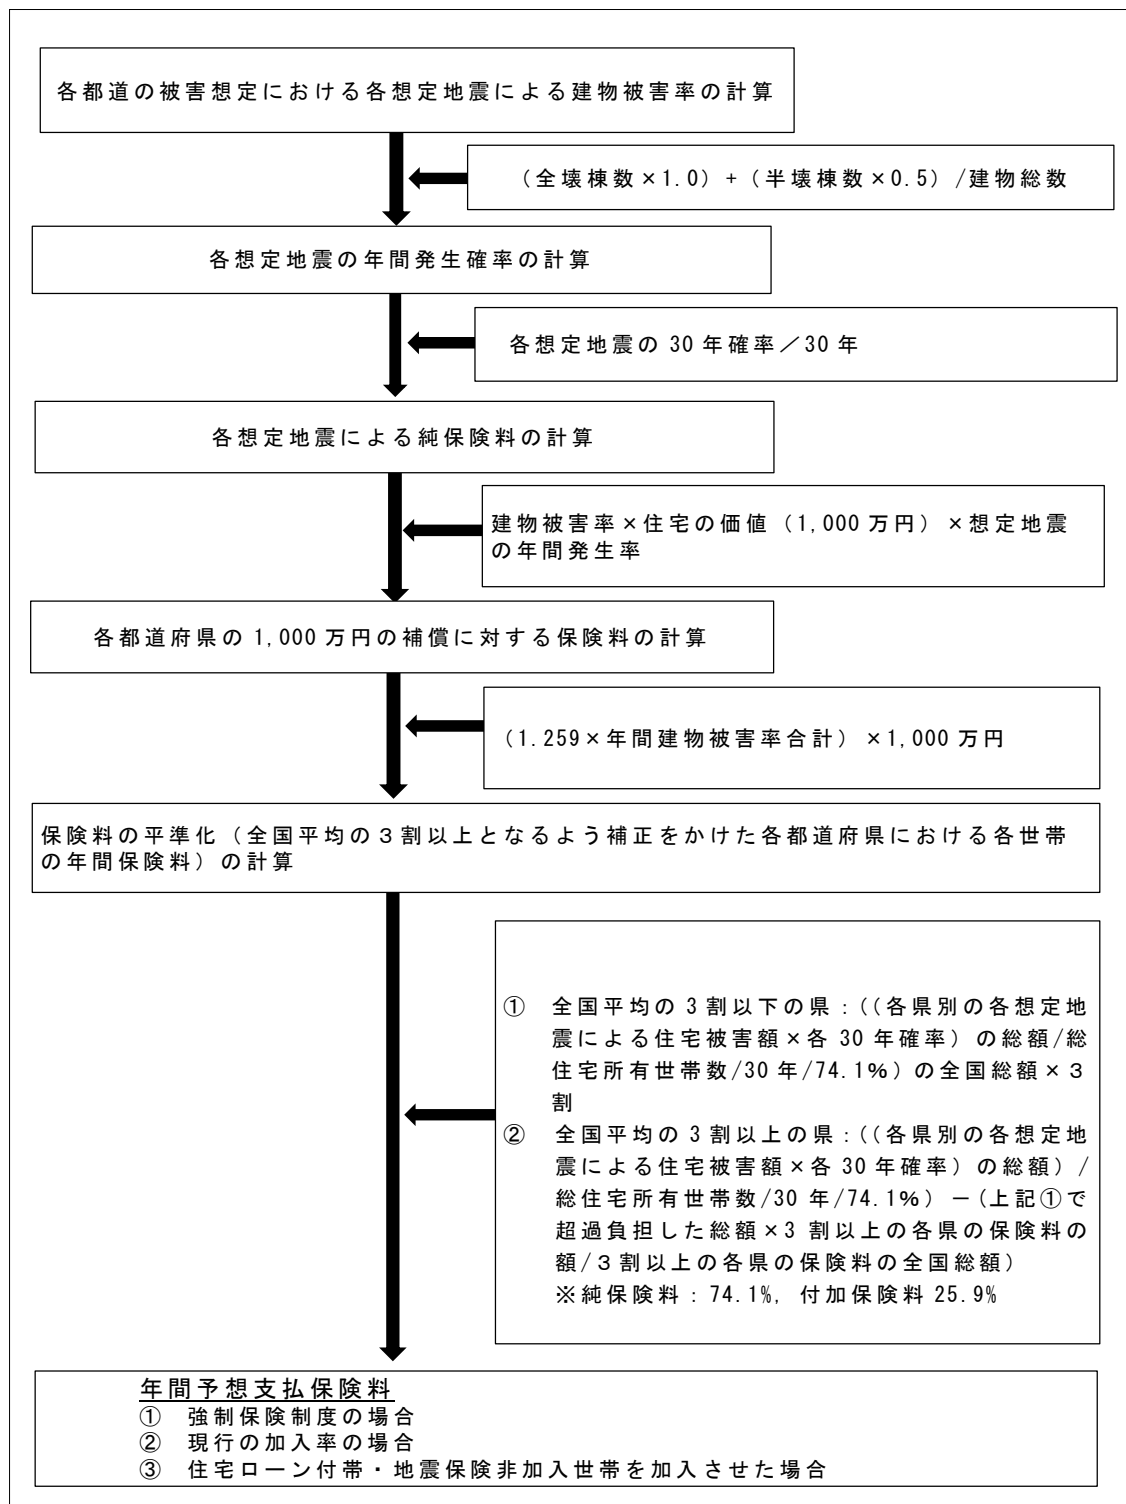 各都道の被害想定における各想定地震による建物被害率の計算
（全壊棟数×1.0）+（半壊棟数×0.5）/建物総数
各想定地震の年間発生確率の計算
各想定地震の 30 年確率／30 年
各想定地震による純保険料の計算
建物被害率×住宅の価値（1,000 万円）×想定地震
の年間発生率
各都道府県の 1,000 万円の補償に対する保険料の計算
（1.259×年間建物被害率合計）×1,000 万円
保険料の平準化（全国平均の３割以上となるよう補正をかけた各都道府県における各世帯
の年間保険料）の計算
① 全国平均の 3 割以下の県：((各県別の各想定地
震による住宅被害額×各 30 年確率）の総額/総
住宅所有世帯数/30 年/74.1%）の全国総額×３
割
② 全国平均の 3 割以上の県：((各県別の各想定地
震による住宅被害額×各 30 年確率）の総額）/
総住宅所有世帯数/30 年/74.1%）－（上記①で
超過負担した総額×3 割以上の各県の保険料の
額/３割以上の各県の保険料の全国総額）
※純保険料：74.1%, 付加保険料 25.9%
年間予想支払保険料
① 強制保険制度の場合
② 現行の加入率の場合
③ 住宅ローン付帯・地震保険非加入世帯を加入させた場合